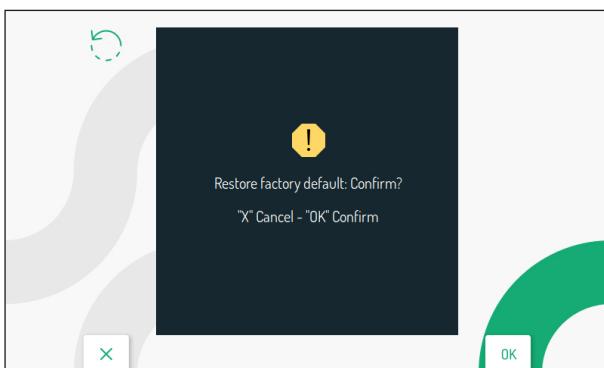 !
Restore factory default: Confirm?
"X" Cancel - "OK" Confirm
X
OK